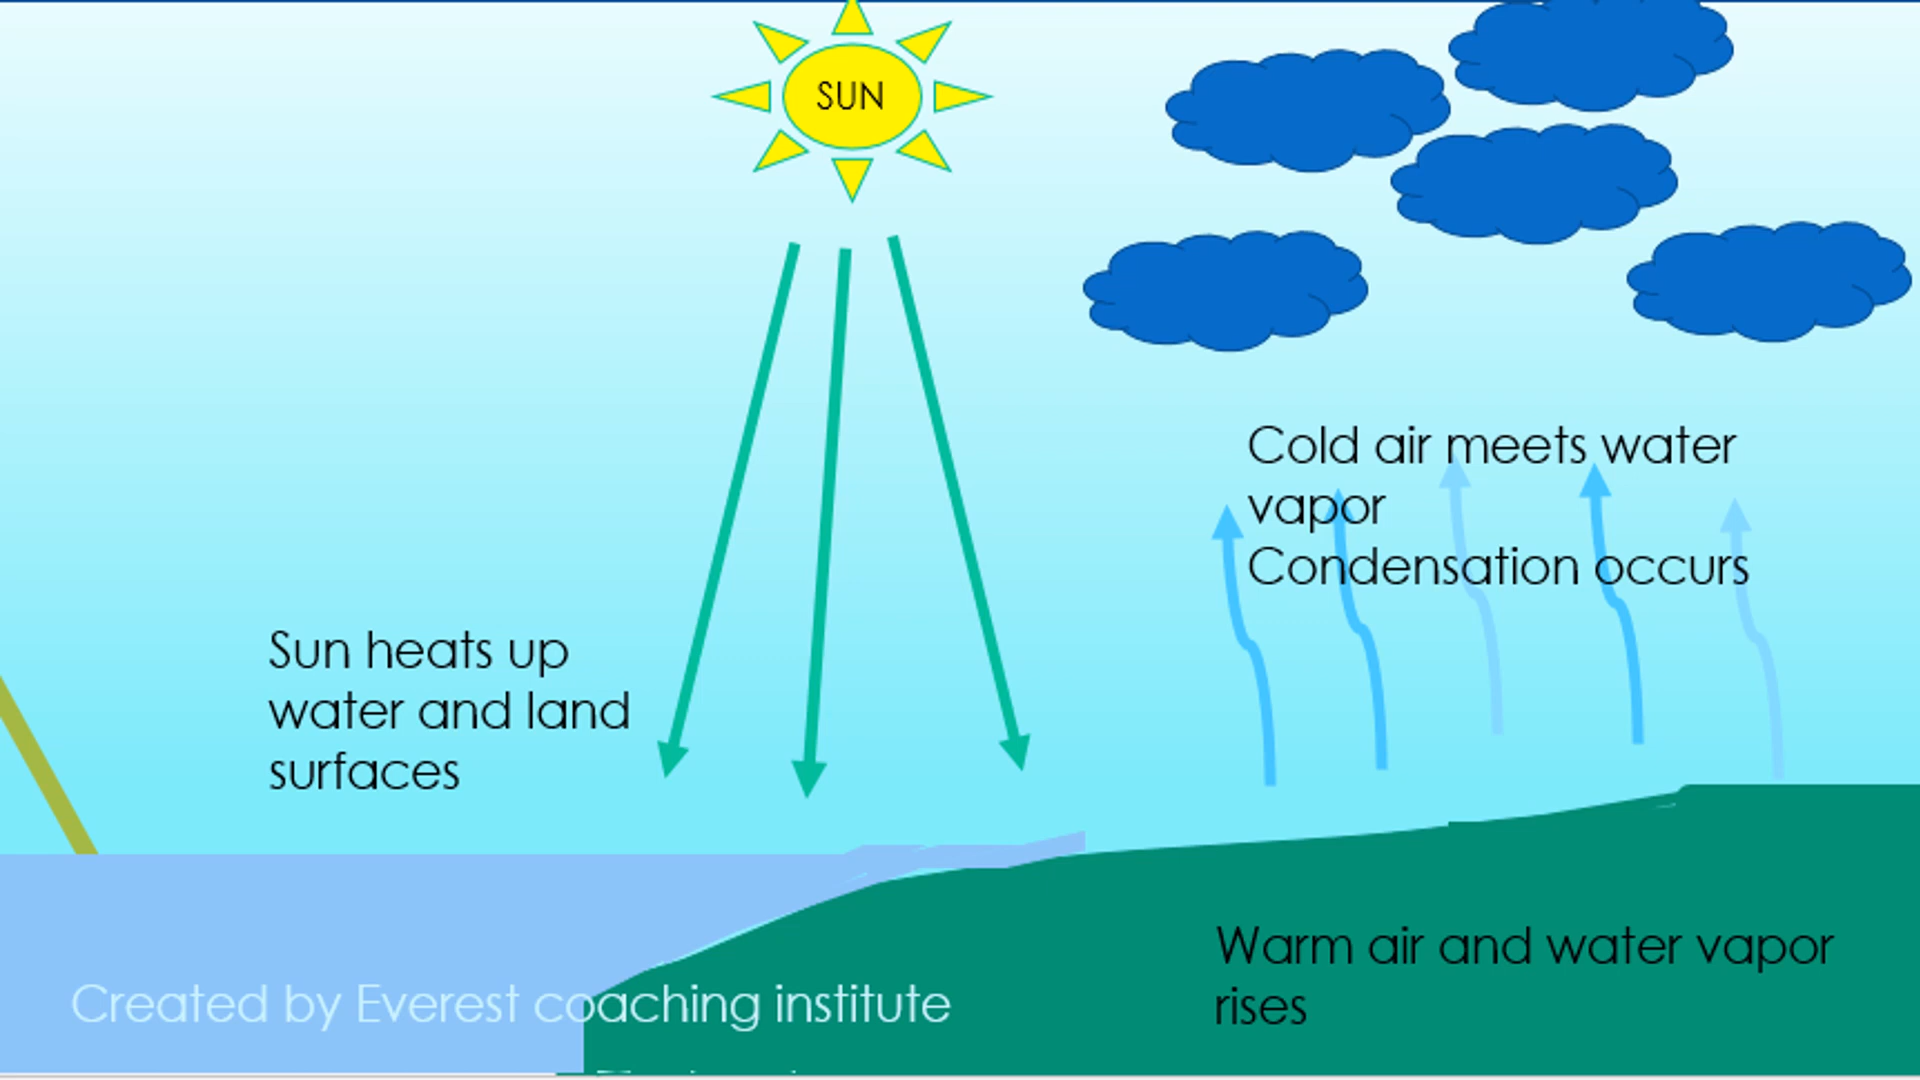 SUN
Cold air meets water
vapor
Condensation occurs
Sun heats up
water and land
surfaces
Warm air and water vapor
rises
Created by Everest coaching institute